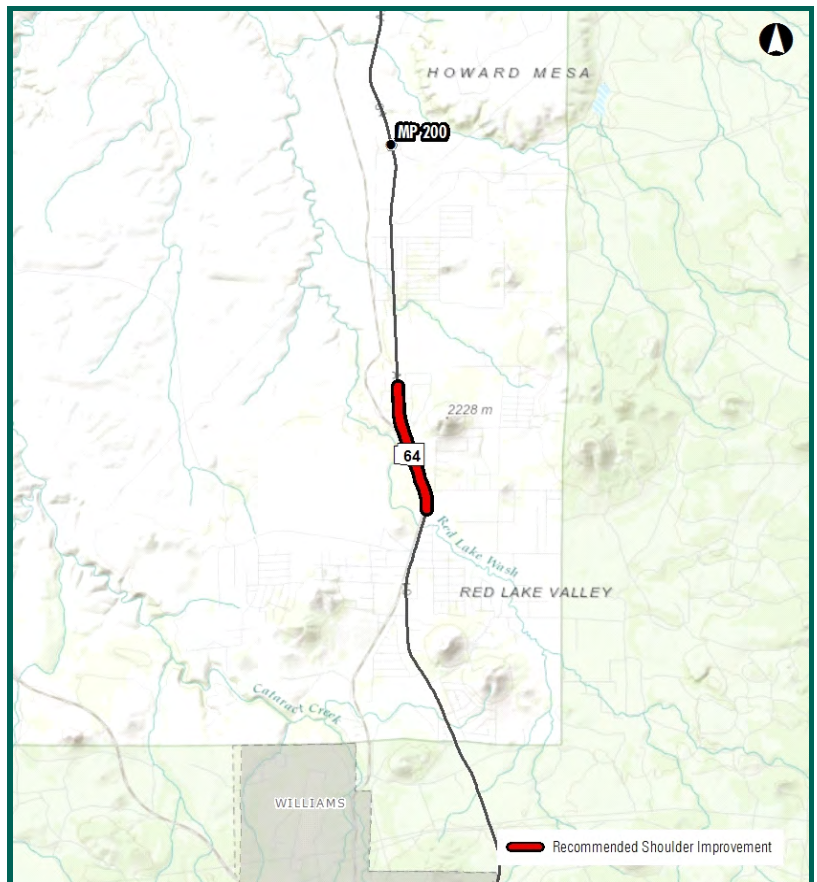 HOWARD MESA
MP 200
2228 m
64
Red Lake Wash
RED LAKE VALLEY
Cataract Creek
WILLIAMS
Recommended Shoulder Improvement